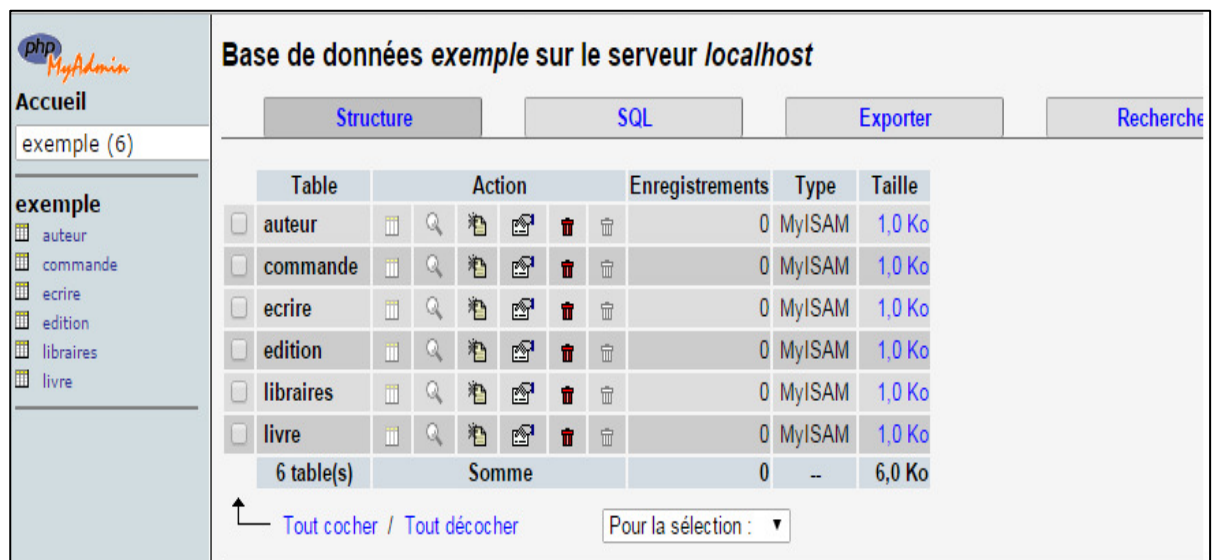 php
MyAdmin
Accueil
exemple (6)
exemple
auteur
commande
ecrire
edition
libraires
livre
Base de données exemple sur le serveur localhost
Structure SQL Exporter Recherche
Table Action Enregistrements Type Taille
auteur 0 MyISAM 1,0 Ko
commande 0 MyISAM 1,0 Ko
ecrire 0 MyISAM 1,0 Ko
edition 0 MyISAM 1,0 Ko
libraires 0 MyISAM 1,0 Ko
livre 0 MyISAM 1,0 Ko
6 table(s) Somme 0 -- 6,0 Ko
Tout cocher / Tout décocher Pour la sélection :